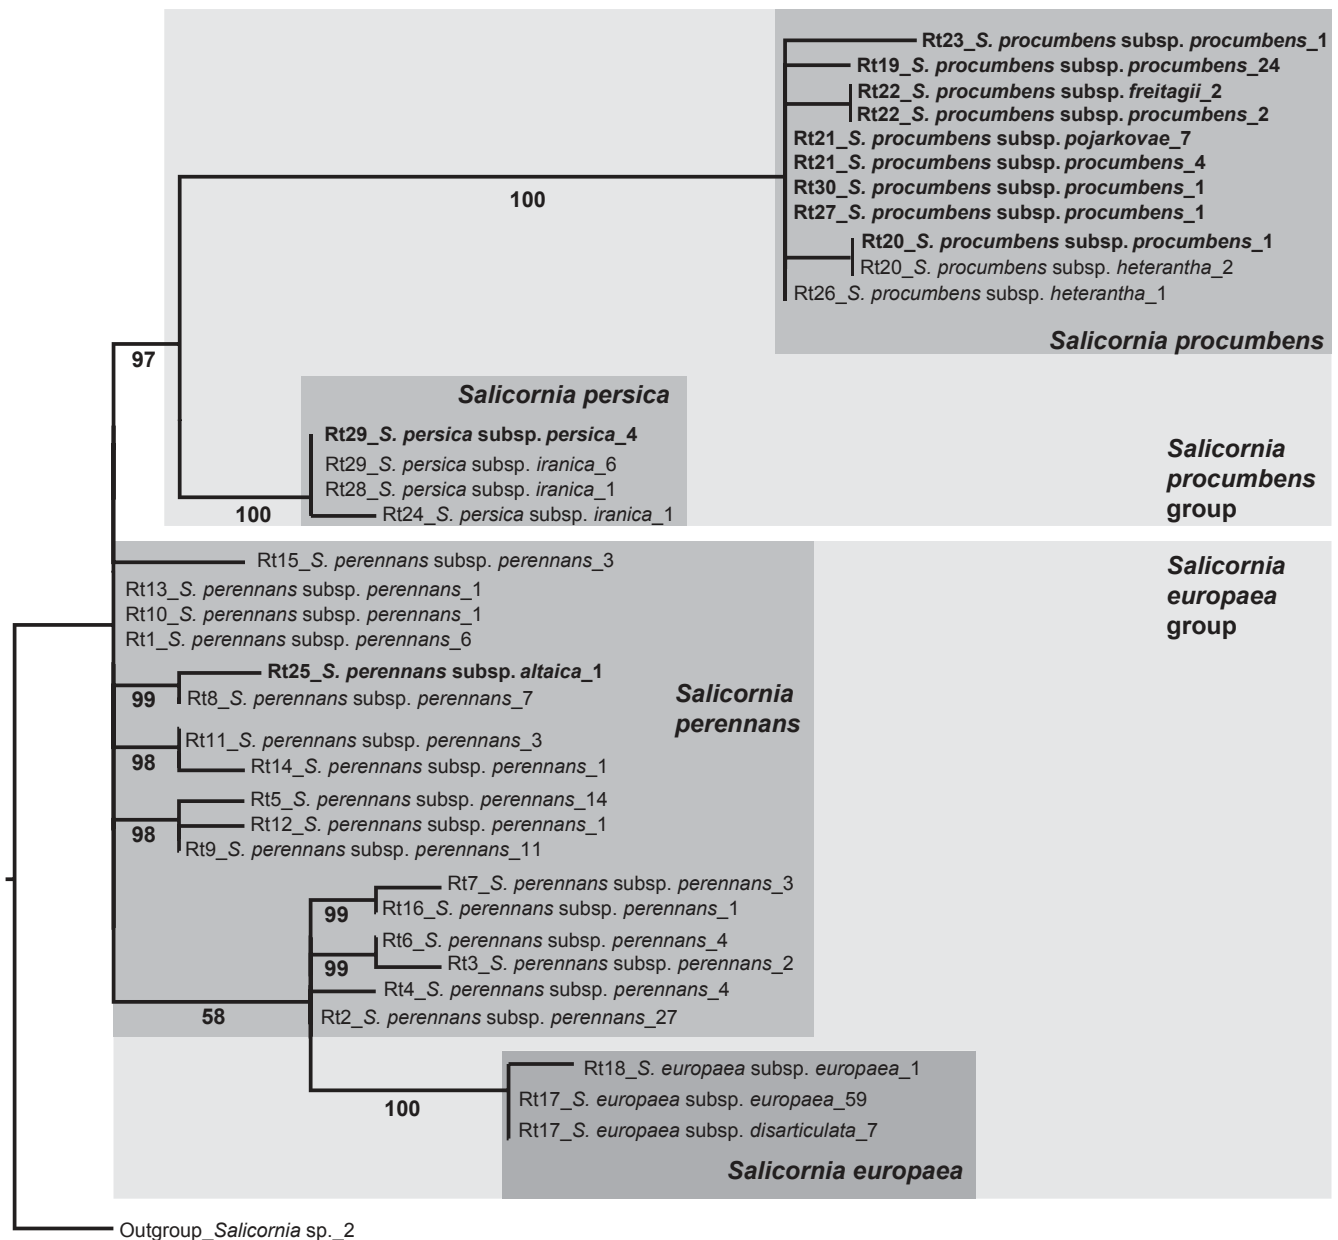 Rt23_S. procumbens subsp. procumbens_1
Rt19_S. procumbens subsp. procumbens_24
Rt22_S. procumbens subsp. freitagii_2
Rt22_S. procumbens subsp. procumbens_2
Rt21_S. procumbens subsp. pojarkovae_7
Rt21_S. procumbens subsp. procumbens_4
Rt30_S. procumbens subsp. procumbens_1
Rt27_S. procumbens subsp. procumbens_1
Rt20_S. procumbens subsp. procumbens_1
Rt20_S. procumbens subsp. heterantha_2
Rt26_S. procumbens subsp. heterantha_1
Salicornia procumbens
100
97
Salicornia persica
Rt29_S. persica subsp. persica_4
Rt29_S. persica subsp. iranica_6
Rt28_S. persica subsp. iranica_1
Rt24_S. persica subsp. iranica_1
100
Salicornia
procumbens
group
Rt15_S. perennans subsp. perennans_3
Rt13_S. perennans subsp. perennans_1
Rt10_S. perennans subsp. perennans_1
Rt1_S. perennans subsp. perennans_6
Salicornia
europaea
group
Rt25_S. perennans subsp. altaica_1
Rt8_S. perennans subsp. perennans_7
99
Salicornia
perennans
Rt11_S. perennans subsp. perennans_3
Rt14_S. perennans subsp. perennans_1
98
Rt5_S. perennans subsp. perennans_14
Rt12_S. perennans subsp. perennans_1
Rt9_S. perennans subsp. perennans_11
98
Rt7_S. perennans subsp. perennans_3
Rt16_S. perennans subsp. perennans_1
99
Rt6_S. perennans subsp. perennans_4
Rt3_S. perennans subsp. perennans_2
99
Rt4_S. perennans subsp. perennans_4
Rt2_S. perennans subsp. perennans_27
58
Rt18_S. europaea subsp. europaea_1
Rt17_S. europaea subsp. europaea_59
Rt17_S. europaea subsp. disarticulata_7
100
Salicornia europaea
Outgroup_Salicornia sp._2